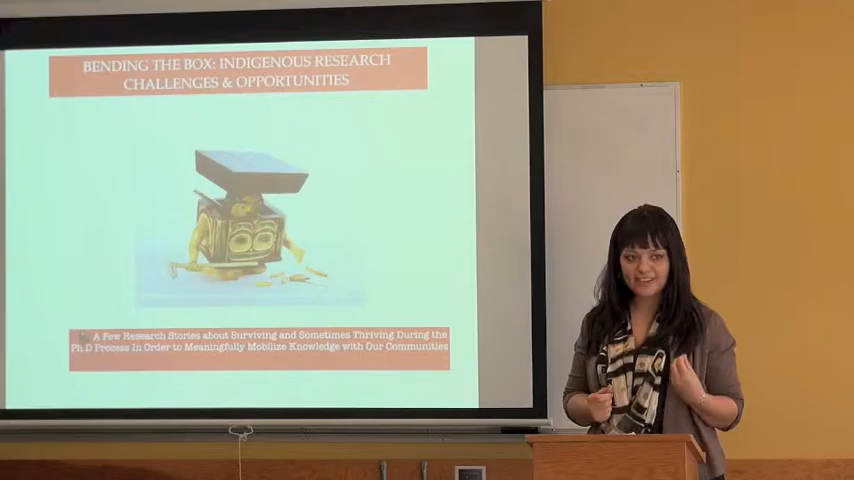 BENDING THE BOX: INDIGENOUS RESEARCH
CHALLENGES & OPPORTUNITIES
A Few Research Stories about Surviving and Sometimes Thriving During the
Ph.D Process in Order to Meaningfully Mobilize Knowledge with Our Communities